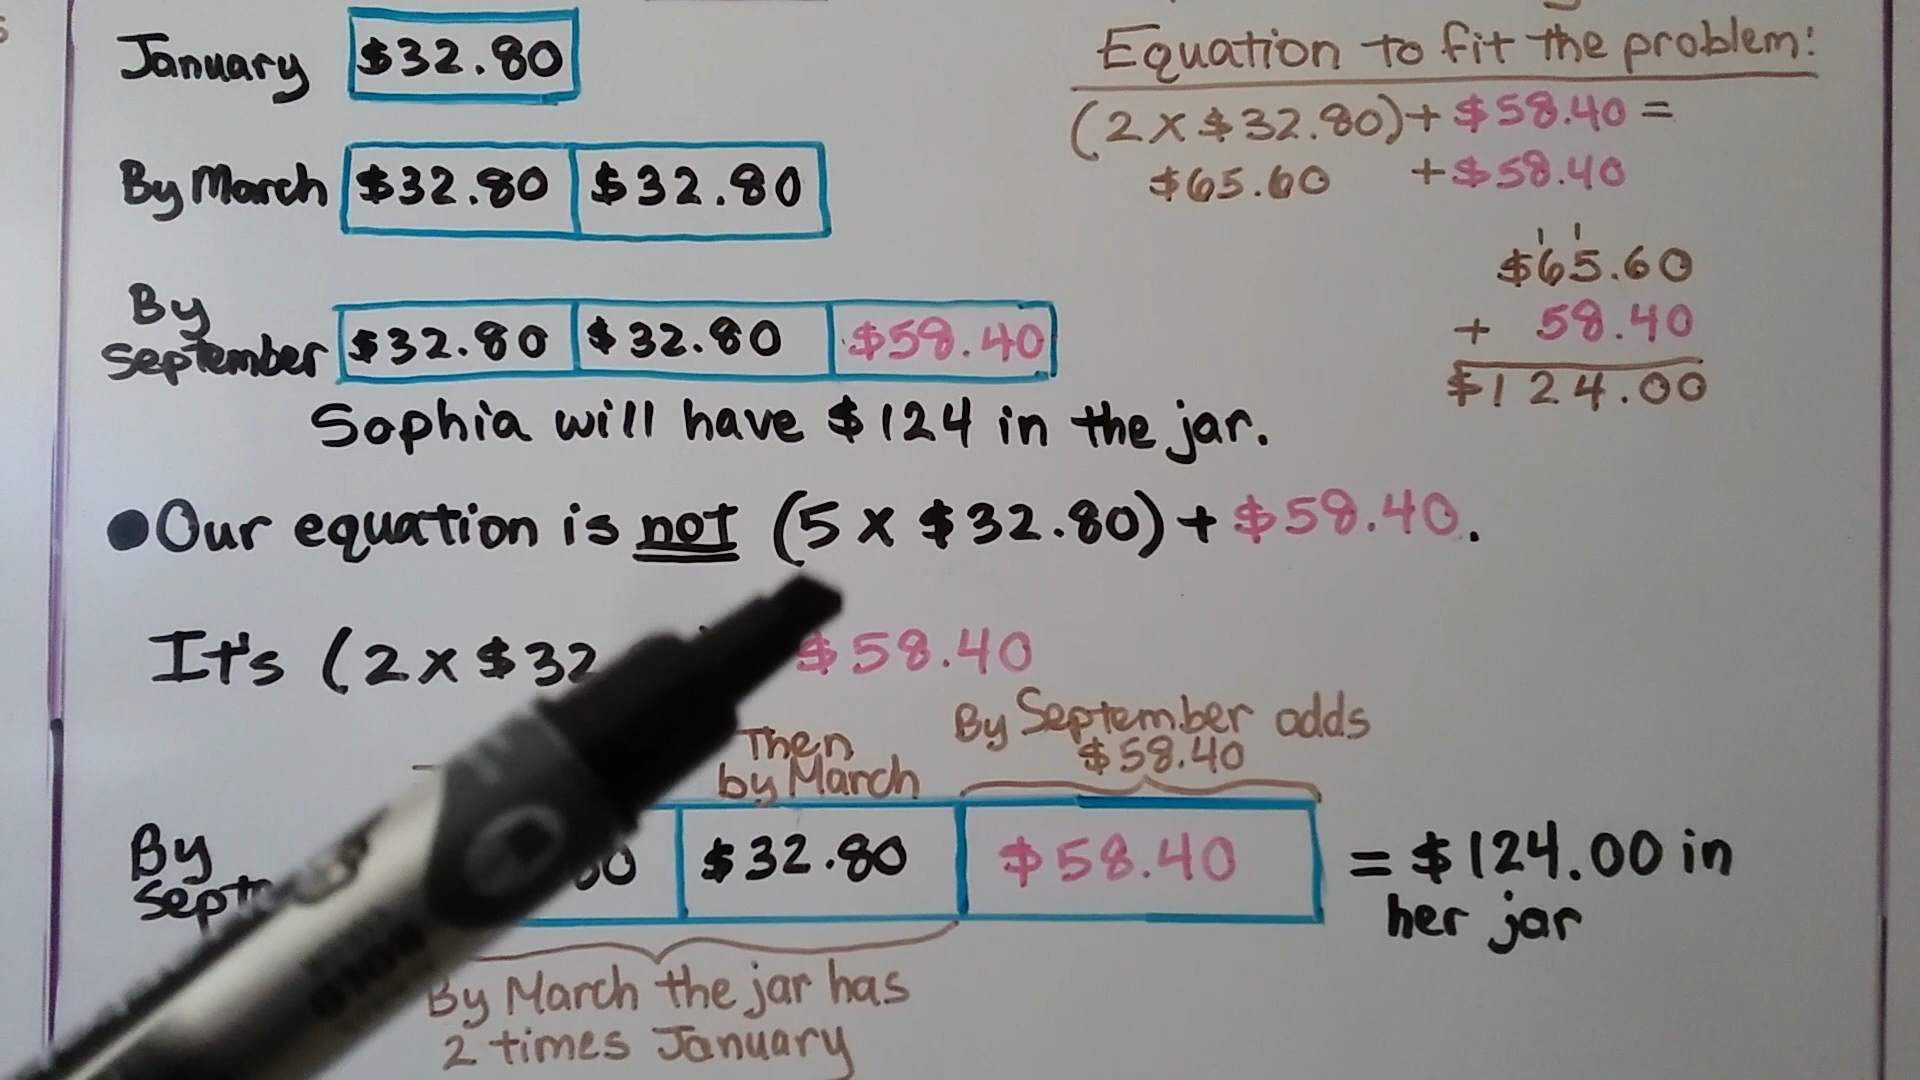 January $32.80
By March $32.80 $32.80
By
September $32.80 $32.80 $58.40
Sophia will have $124 in the jar.
Equation to fit the problem:
(2 x $32.80) + $58.40 =
$65.60 + $58.40
1 1
$65.60
+ 58.40
$124.00
● Our equation is not (5 x $32.80) + $58.40.
It's (2 x $32 $58.40
Then
by March
By September adds
$58.40
By
Sept 80 $32.80 $58.40 = $124.00 in
her jar
By March the jar has
2 times January